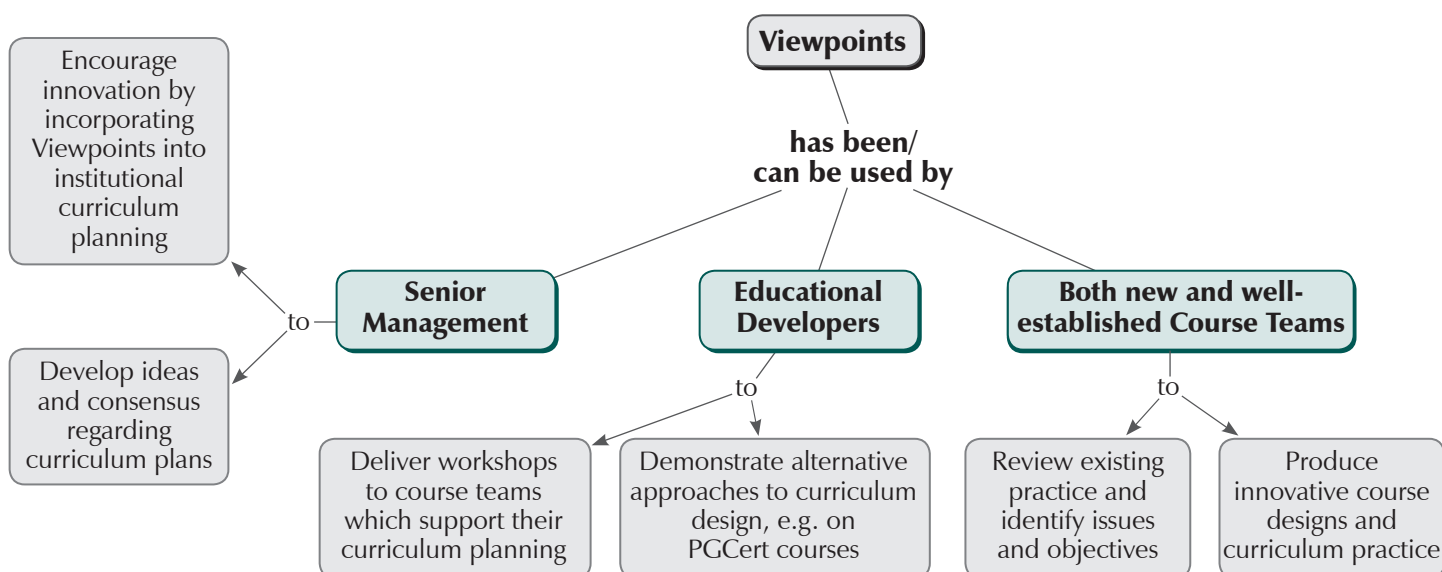 Viewpoints
has been/
can be used by
Encourage
innovation by
incorporating
Viewpoints into
institutional
curriculum
planning
Develop ideas
and consensus
regarding
curriculum plans
to
Senior
Management
Educational
Developers
to
Deliver workshops
to course teams
which support their
curriculum planning
Demonstrate alternative
approaches to curriculum
design, e.g. on
PGCert courses
Both new and well-
established Course Teams
to
Review existing
practice and
identify issues
and objectives
Produce
innovative course
designs and
curriculum practice